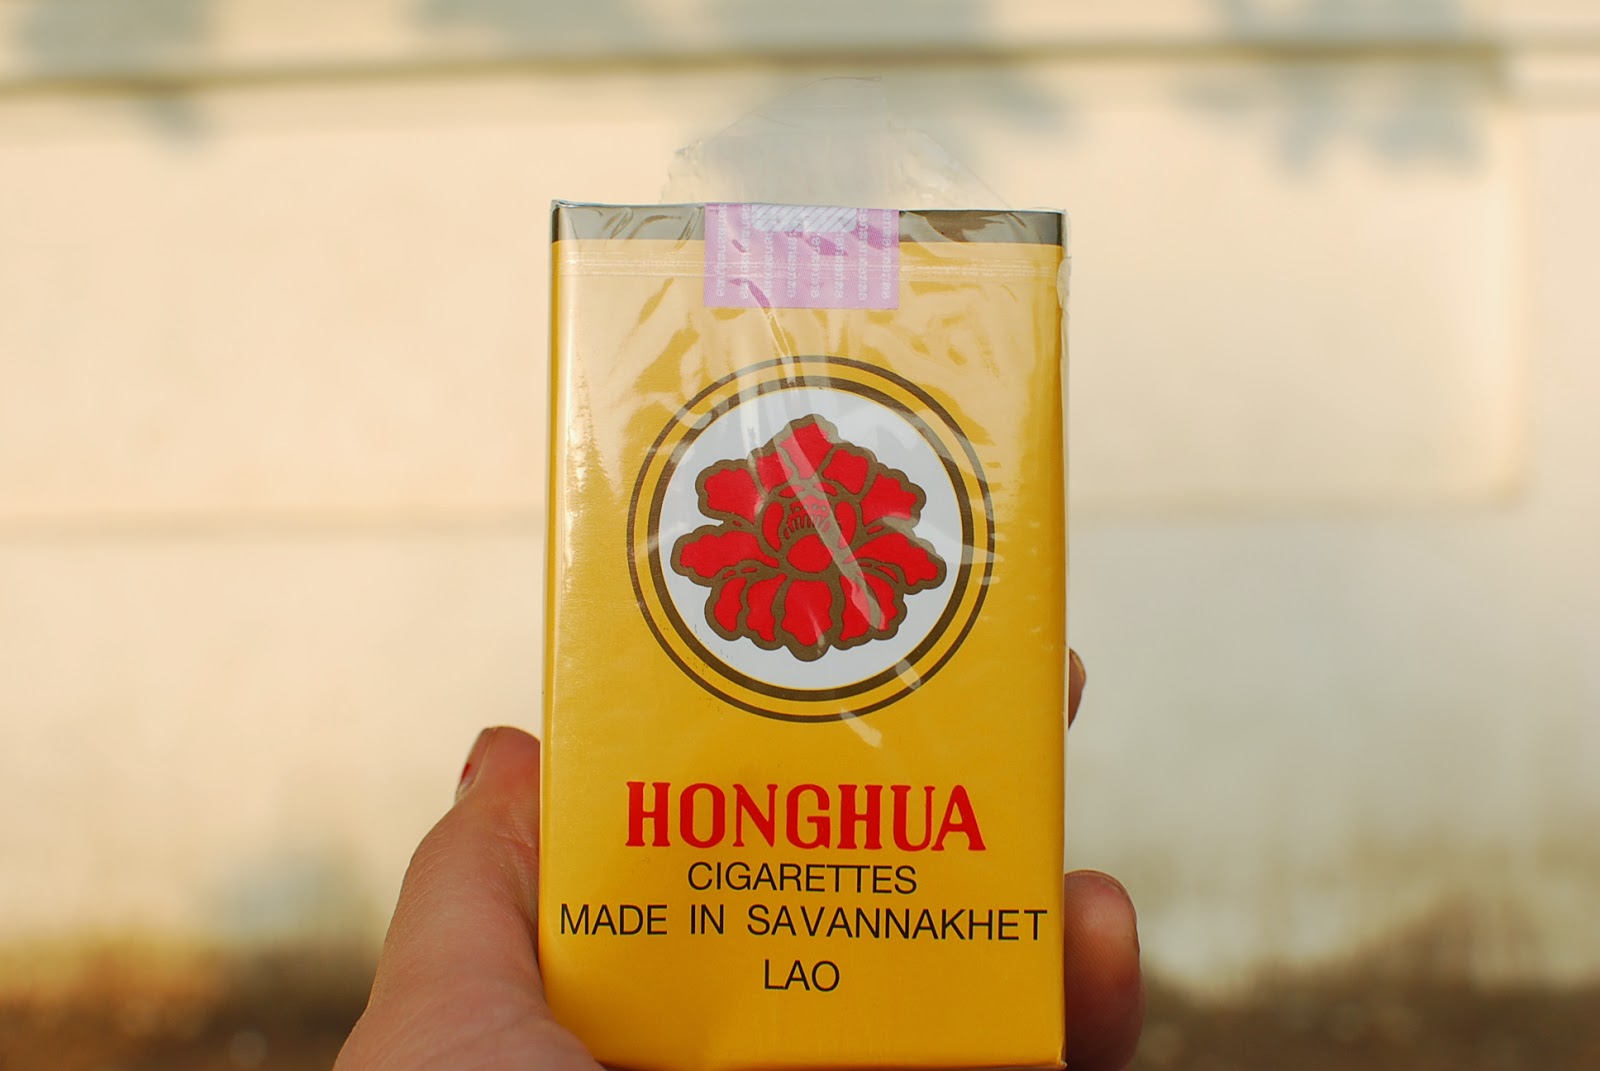 HONGHUA
CIGARETTES
MADE IN SAVANNAKHET
LAO